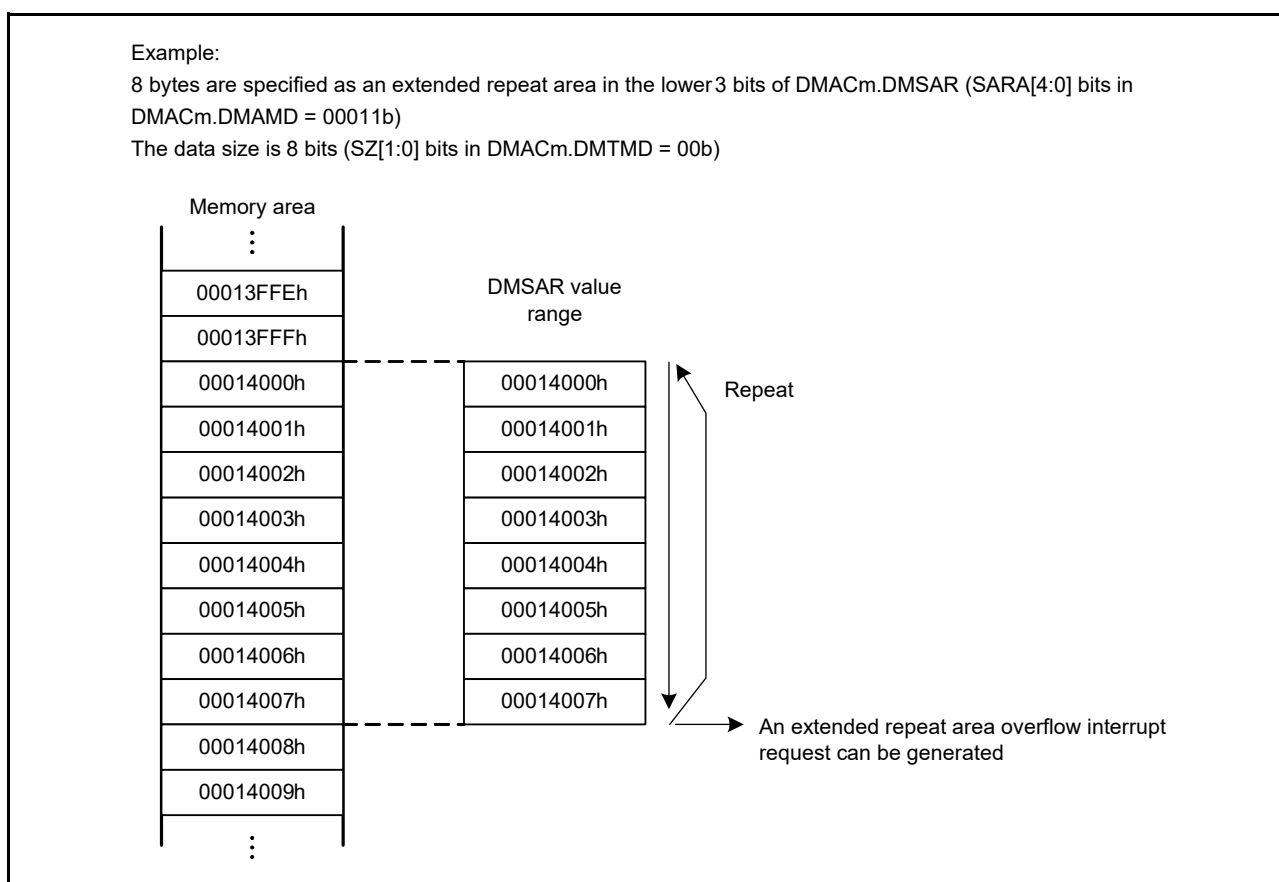 Example:
8 bytes are specified as an extended repeat area in the lower 3 bits of DMACm.DMSAR (SARA[4:0] bits in
DMACm.DMAMD = 00011b)
The data size is 8 bits (SZ[1:0] bits in DMACm.DMTMD = 00b)
Memory area
⋮
00013FFEh
00013FFFh
00014000h
00014001h
00014002h
00014003h
00014004h
00014005h
00014006h
00014007h
00014008h
00014009h
⋮
DMSAR value
range
00014000h
00014001h
00014002h
00014003h
00014004h
00014005h
00014006h
00014007h
Repeat
An extended repeat area overflow interrupt
request can be generated